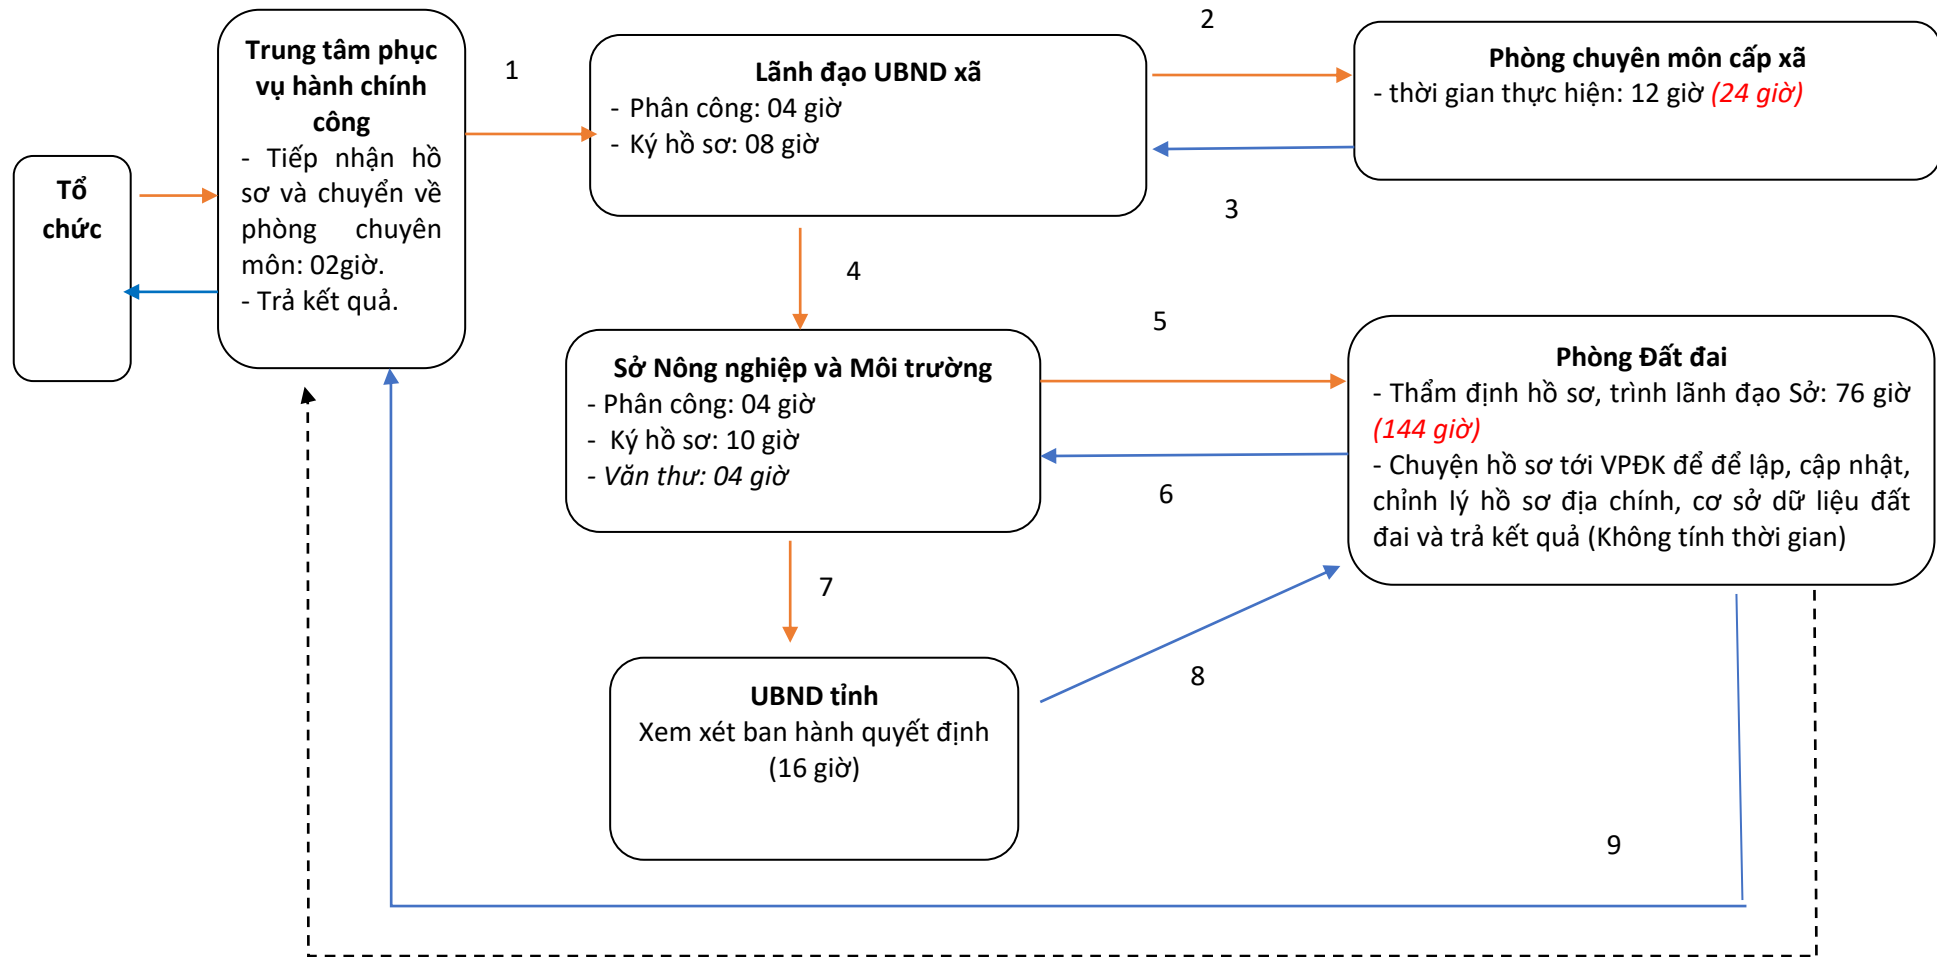 Tổ
chức
Trung tâm phục
vụ hành chính
công
- Tiếp nhận hồ
sơ và chuyển về
phòng chuyên
môn: 02giờ.
- Trả kết quả.
1
Lãnh đạo UBND xã
- Phân công: 04 giờ
- Ký hồ sơ: 08 giờ
2
Phòng chuyên môn cấp xã
- thời gian thực hiện: 12 giờ (24 giờ)
3
4
Sở Nông nghiệp và Môi trường
- Phân công: 04 giờ
- Ký hồ sơ: 10 giờ
- Văn thư: 04 giờ
5
Phòng Đất đai
- Thẩm định hồ sơ, trình lãnh đạo Sở: 76 giờ
(144 giờ)
- Chuyện hồ sơ tới VPĐK để để lập, cập nhật,
chỉnh lý hồ sơ địa chính, cơ sở dữ liệu đất
đai và trả kết quả (Không tính thời gian)
6
7
UBND tỉnh
Xem xét ban hành quyết định
(16 giờ)
8
9